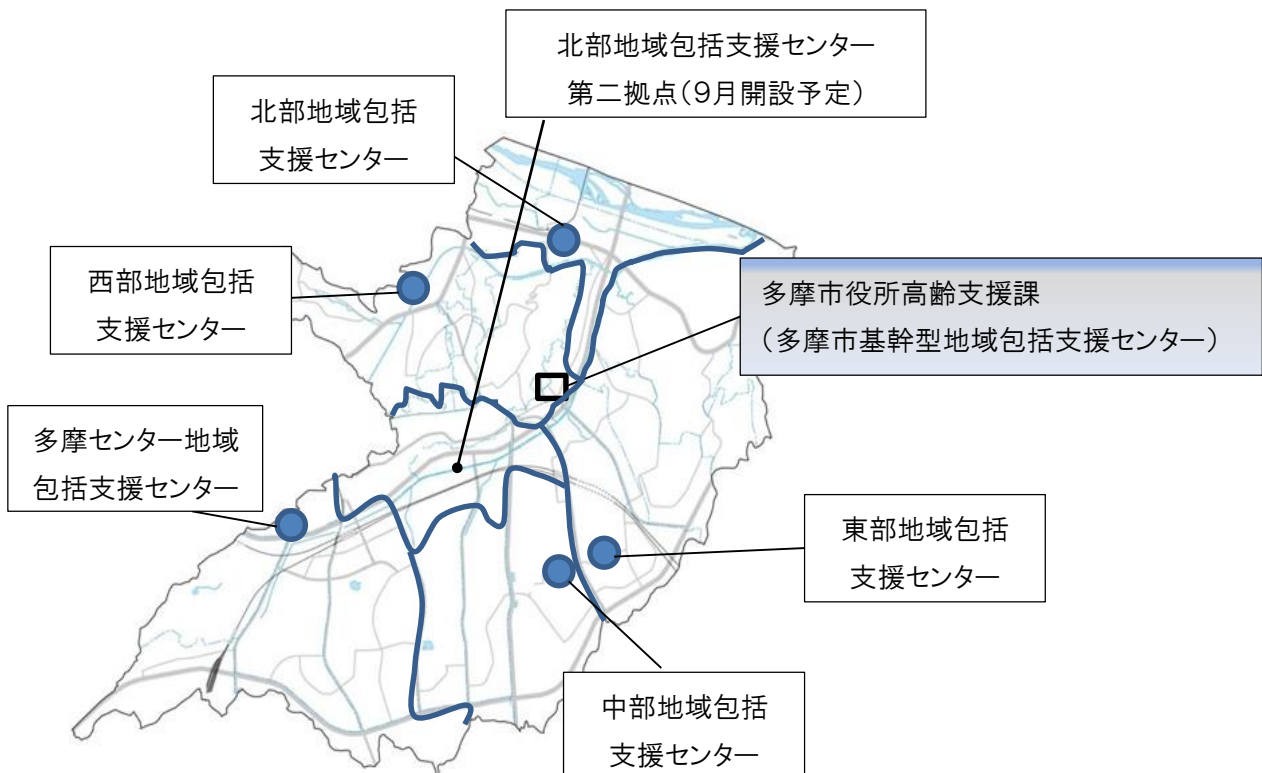 北部地域包括支援センター
第二拠点(9月開設予定)
北部地域包括
支援センター
西部地域包括
支援センター
多摩市役所高齢支援課
(多摩市基幹型地域包括支援センター)
多摩センター地域
包括支援センター
東部地域包括
支援センター
中部地域包括
支援センター